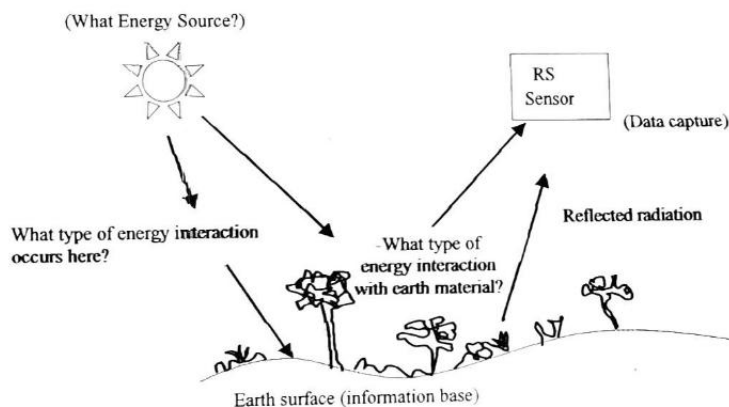 (What Energy Source?)
RS
Sensor
(Data capture)
What type of energy interaction
occurs here?
-What type of
energy interaction
with earth material?
Reflected radiation
Earth surface (information base)